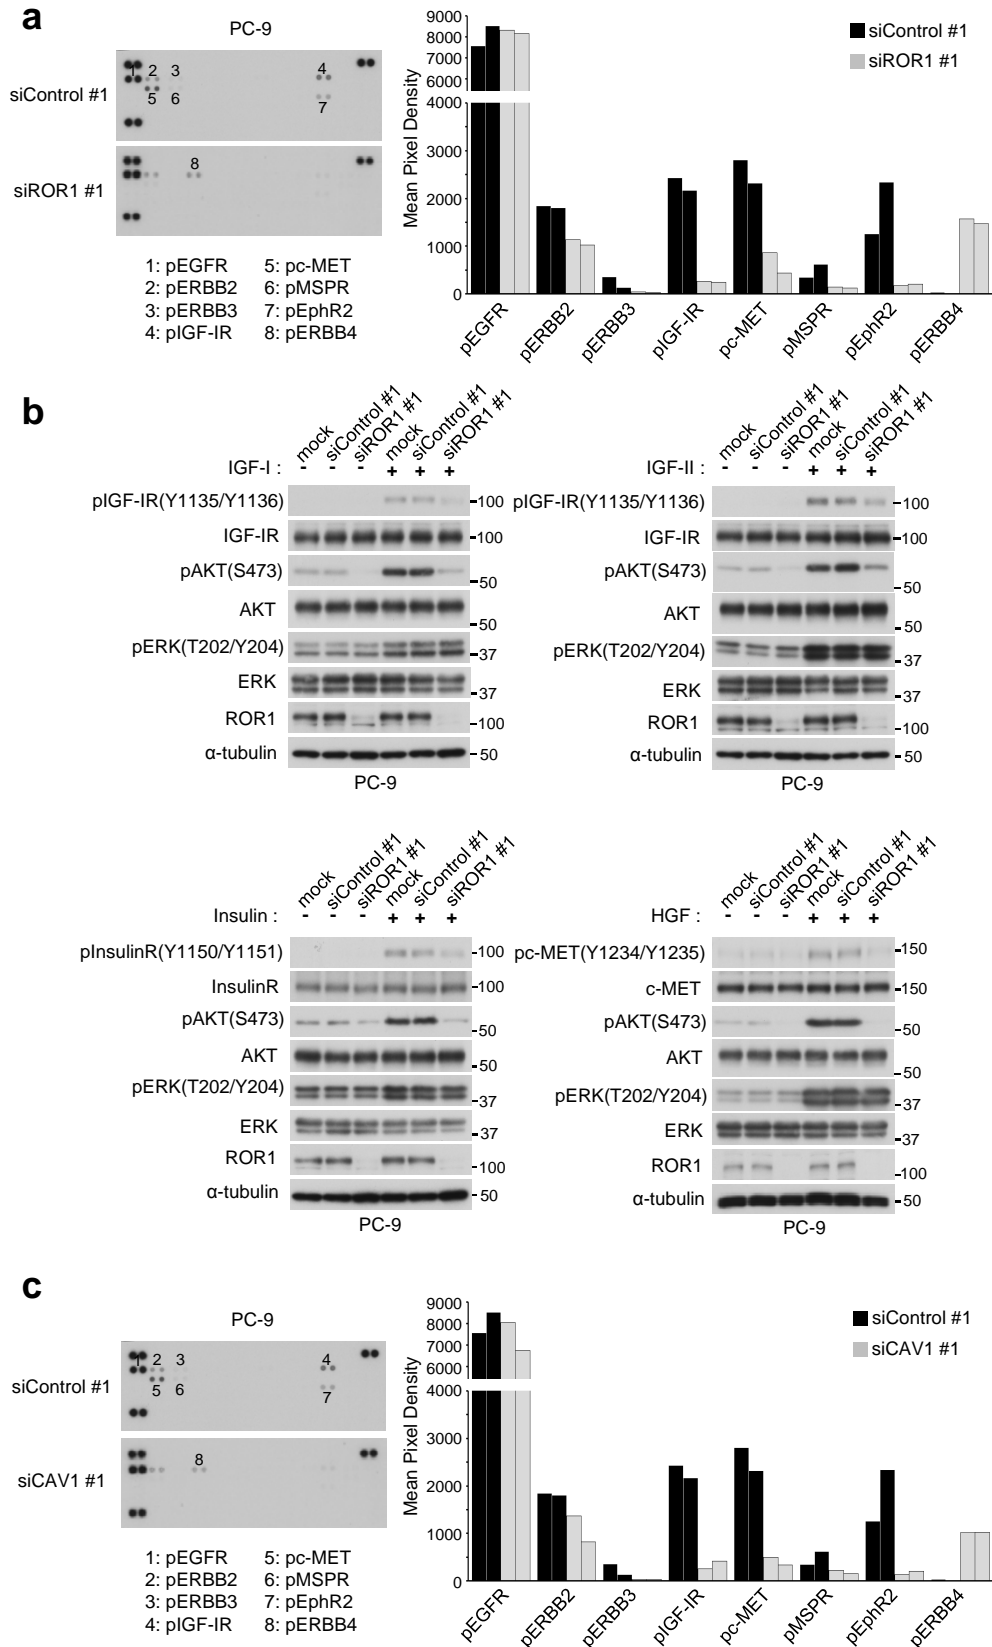 a
PC-9
siControl #1
1 2 3 4
5 6 7
siROR1 #1
8
1: pEGFR 5: pc-MET
2: pERBB2 6: pMSPR
3: pERBB3 7: pEphR2
4: pIGF-IR 8: pERBB4
Mean Pixel Density
9000
8000
7000
6000
4000
3000
2000
1000
0
siControl #1
siROR1 #1
pEGFR pERBB2 pERBB3 pIGF-IR pc-MET pMSPR pEphR2 pERBB4
b
mock siControl #1 siROR1 #1 mock siControl #1 siROR1 #1
IGF-I : - - - + + +
pIGF-IR(Y1135/Y1136) -100
IGF-IR -100
pAKT(S473) -50
AKT -50
pERK(T202/Y204) -37
ERK -37
ROR1 -100
α-tubulin -50
PC-9
mock siControl #1 siROR1 #1 mock siControl #1 siROR1 #1
IGF-II : - - - + + +
pIGF-IR(Y1135/Y1136) -100
IGF-IR -100
pAKT(S473) -50
AKT -50
pERK(T202/Y204) -37
ERK -37
ROR1 -100
α-tubulin -50
PC-9
mock siControl #1 siROR1 #1 mock siControl #1 siROR1 #1
Insulin : - - - + + +
pInsulinR(Y1150/Y1151) -100
InsulinR -100
pAKT(S473) -50
AKT -50
pERK(T202/Y204) -37
ERK -37
ROR1 -100
α-tubulin -50
PC-9
mock siControl #1 siROR1 #1 mock siControl #1 siROR1 #1
HGF : - - - + + +
pc-MET(Y1234/Y1235) -150
c-MET -150
pAKT(S473) -50
AKT -50
pERK(T202/Y204) -37
ERK -37
ROR1 -100
α-tubulin -50
PC-9
c
PC-9
siControl #1
1 2 3 4
5 6 7
siCAV1 #1
8
1: pEGFR 5: pc-MET
2: pERBB2 6: pMSPR
3: pERBB3 7: pEphR2
4: pIGF-IR 8: pERBB4
Mean Pixel Density
9000
8000
7000
6000
4000
3000
2000
1000
0
siControl #1
siCAV1 #1
pEGFR pERBB2 pERBB3 pIGF-IR pc-MET pMSPR pEphR2 pERBB4